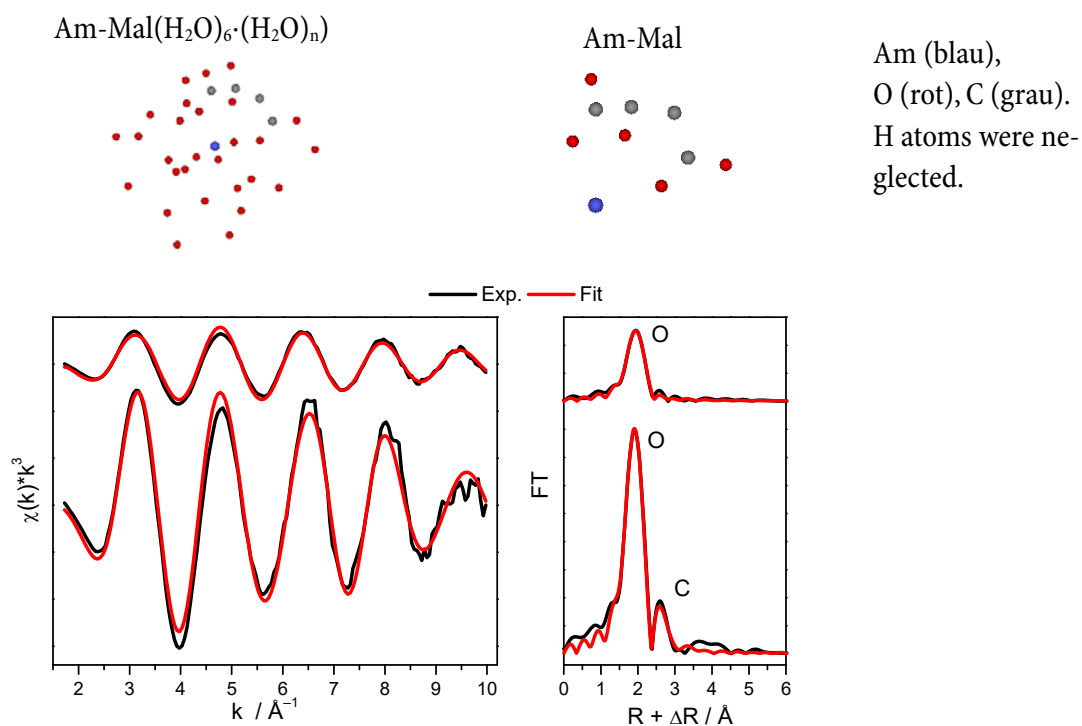 Am-Mal(H₂O)₆·(H₂O)ₙ)
Am-Mal
Am (blau),
O (rot), C (grau).
H atoms were ne-
glected.
Exp. Fit
χ(k)*k³
2 3 4 5 6 7 8 9 10
k / Å⁻¹
O
O
C
FT
0 1 2 3 4 5 6
R + ΔR / Å